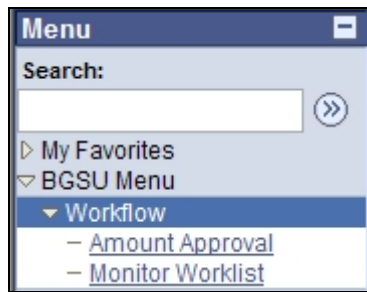 Menu
Search:
My Favorites
BGSU Menu
Workflow
– Amount Approval
– Monitor Worklist